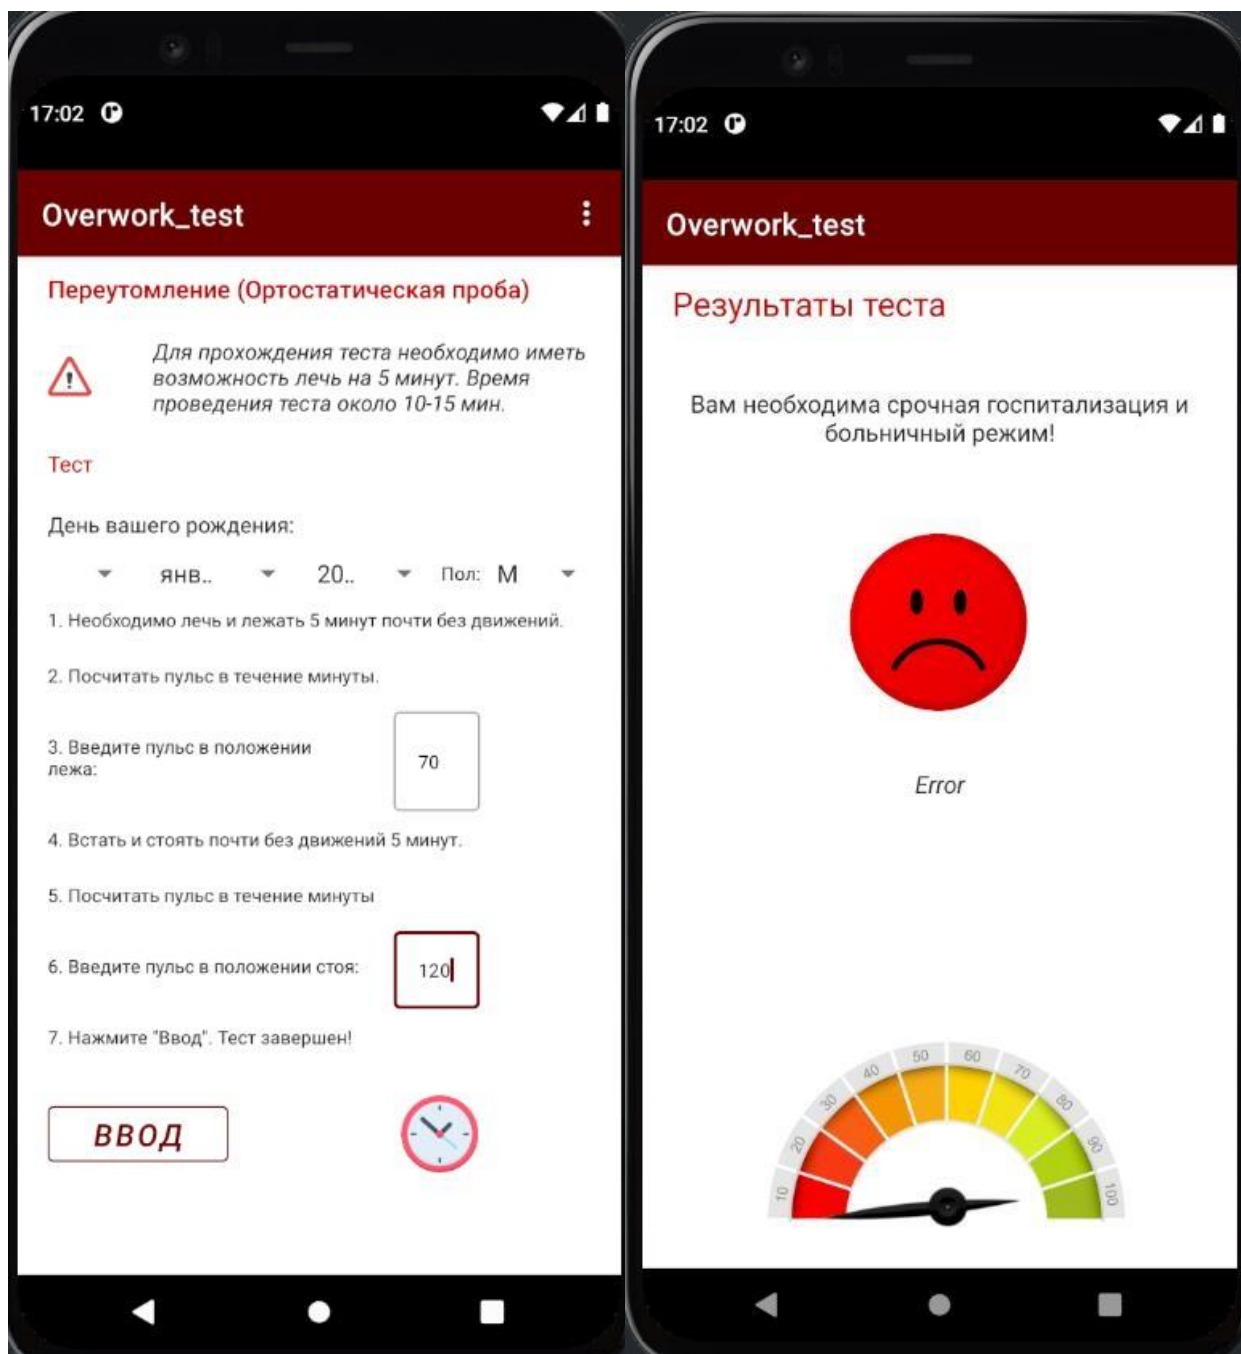 17:02
Overwork_test
Переутомление (Ортостатическая проба)
Для прохождения теста необходимо иметь
возможность лечь на 5 минут. Время
проведения теста около 10-15 мин.
Тест
День вашего рождения:
янв.. 20.. Пол: М
1. Необходимо лечь и лежать 5 минут почти без движений.
2. Посчитать пульс в течение минуты.
3. Введите пульс в положении
лежа:
70
4. Встать и стоять почти без движений 5 минут.
5. Посчитать пульс в течение минуты
6. Введите пульс в положении стоя:
120
7. Нажмите "Ввод". Тест завершен!
ВВОД
17:02
Overwork_test
Результаты теста
Вам необходима срочная госпитализация и
больничный режим!
Error
10 20 30 40 50 60 70 80 90 100